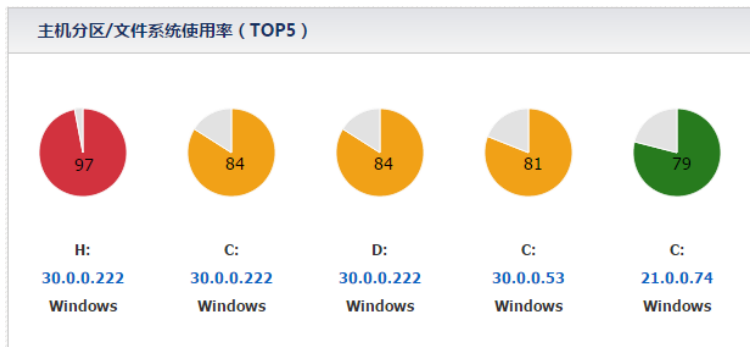 主机分区/文件系统使用率（TOP5）
97 84 84 81 79
H: C: D: C: C:
30.0.0.222 30.0.0.222 30.0.0.222 30.0.0.53 21.0.0.74
Windows Windows Windows Windows Windows